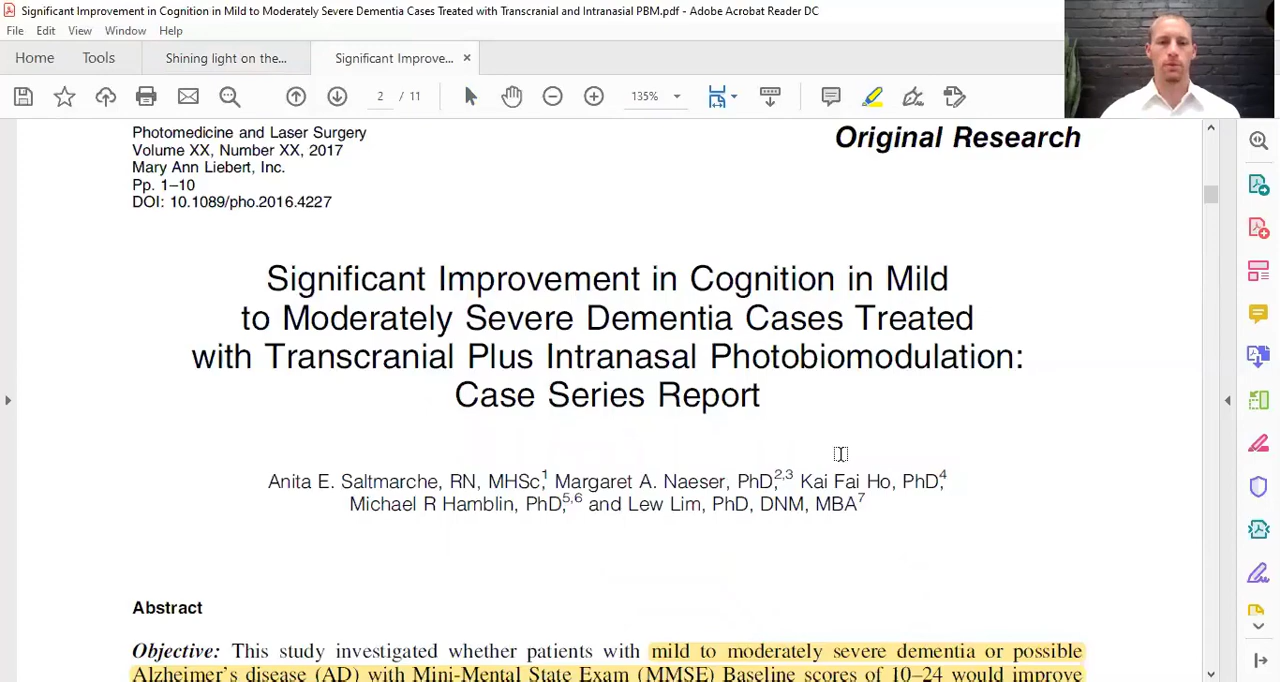 Significant Improvement in Cognition in Mild to Moderately Severe Dementia Cases Treated with Transcranial and Intranasial PBM.pdf - Adobe Acrobat Reader DC
File Edit View Window Help
Home Tools Shining light on the... Significant Improve... ×
2 / 11 135%
Photomedicine and Laser Surgery
Volume XX, Number XX, 2017
Mary Ann Liebert, Inc.
Pp. 1–10
DOI: 10.1089/pho.2016.4227
Original Research
Significant Improvement in Cognition in Mild
to Moderately Severe Dementia Cases Treated
with Transcranial Plus Intranasal Photobiomodulation:
Case Series Report
Anita E. Saltmarche, RN, MHSc,1 Margaret A. Naeser, PhD,2,3 Kai Fai Ho, PhD,4
Michael R Hamblin, PhD,5,6 and Lew Lim, PhD, DNM, MBA7
Abstract
Objective: This study investigated whether patients with mild to moderately severe dementia or possible
Alzheimer's disease (AD) with Mini-Mental State Exam (MMSE) Baseline scores of 10–24 would improve